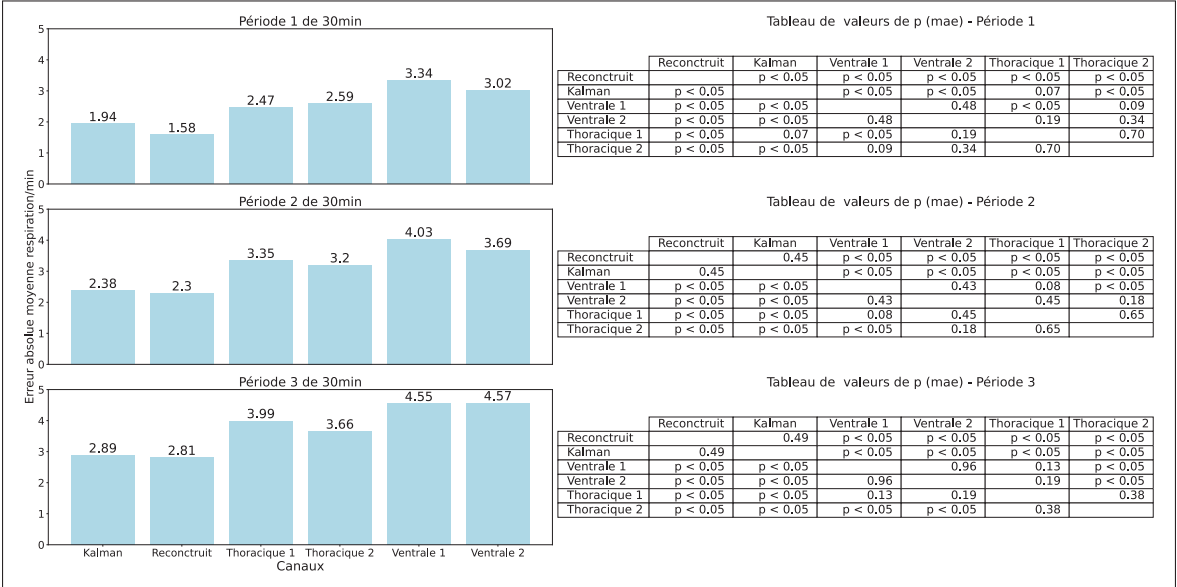 Erreur absolue moyenne respiration/min
Période 1 de 30min
5
4
3
2
1
0
1.94
1.58
2.47
2.59
3.34
3.02
Tableau de valeurs de p (mae) - Période 1
Reconctruit Kalman Ventrale 1 Ventrale 2 Thoracique 1 Thoracique 2
Reconctruit p < 0.05 p < 0.05 p < 0.05 p < 0.05 p < 0.05
Kalman p < 0.05 p < 0.05 p < 0.05 0.07 p < 0.05
Ventrale 1 p < 0.05 p < 0.05 0.48 p < 0.05 0.09
Ventrale 2 p < 0.05 p < 0.05 0.48 0.19 0.34
Thoracique 1 p < 0.05 0.07 p < 0.05 0.19 0.70
Thoracique 2 p < 0.05 p < 0.05 0.09 0.34 0.70
Période 2 de 30min
5
4
3
2
1
0
2.38
2.3
3.35
3.2
4.03
3.69
Tableau de valeurs de p (mae) - Période 2
Reconctruit Kalman Ventrale 1 Ventrale 2 Thoracique 1 Thoracique 2
Reconctruit 0.45 p < 0.05 p < 0.05 p < 0.05 p < 0.05
Kalman 0.45 p < 0.05 p < 0.05 p < 0.05 p < 0.05
Ventrale 1 p < 0.05 p < 0.05 0.43 0.08 p < 0.05
Ventrale 2 p < 0.05 p < 0.05 0.43 0.45 0.18
Thoracique 1 p < 0.05 p < 0.05 0.08 0.45 0.65
Thoracique 2 p < 0.05 p < 0.05 p < 0.05 0.18 0.65
Période 3 de 30min
5
4
3
2
1
0
2.89
2.81
3.99
3.66
4.55
4.57
Kalman Reconctruit Thoracique 1 Thoracique 2 Ventrale 1 Ventrale 2
Canaux
Tableau de valeurs de p (mae) - Période 3
Reconctruit Kalman Ventrale 1 Ventrale 2 Thoracique 1 Thoracique 2
Reconctruit 0.49 p < 0.05 p < 0.05 p < 0.05 p < 0.05
Kalman 0.49 p < 0.05 p < 0.05 p < 0.05 p < 0.05
Ventrale 1 p < 0.05 p < 0.05 0.96 0.13 p < 0.05
Ventrale 2 p < 0.05 p < 0.05 0.96 0.19 p < 0.05
Thoracique 1 p < 0.05 p < 0.05 0.13 0.19 0.38
Thoracique 2 p < 0.05 p < 0.05 p < 0.05 p < 0.05 0.38